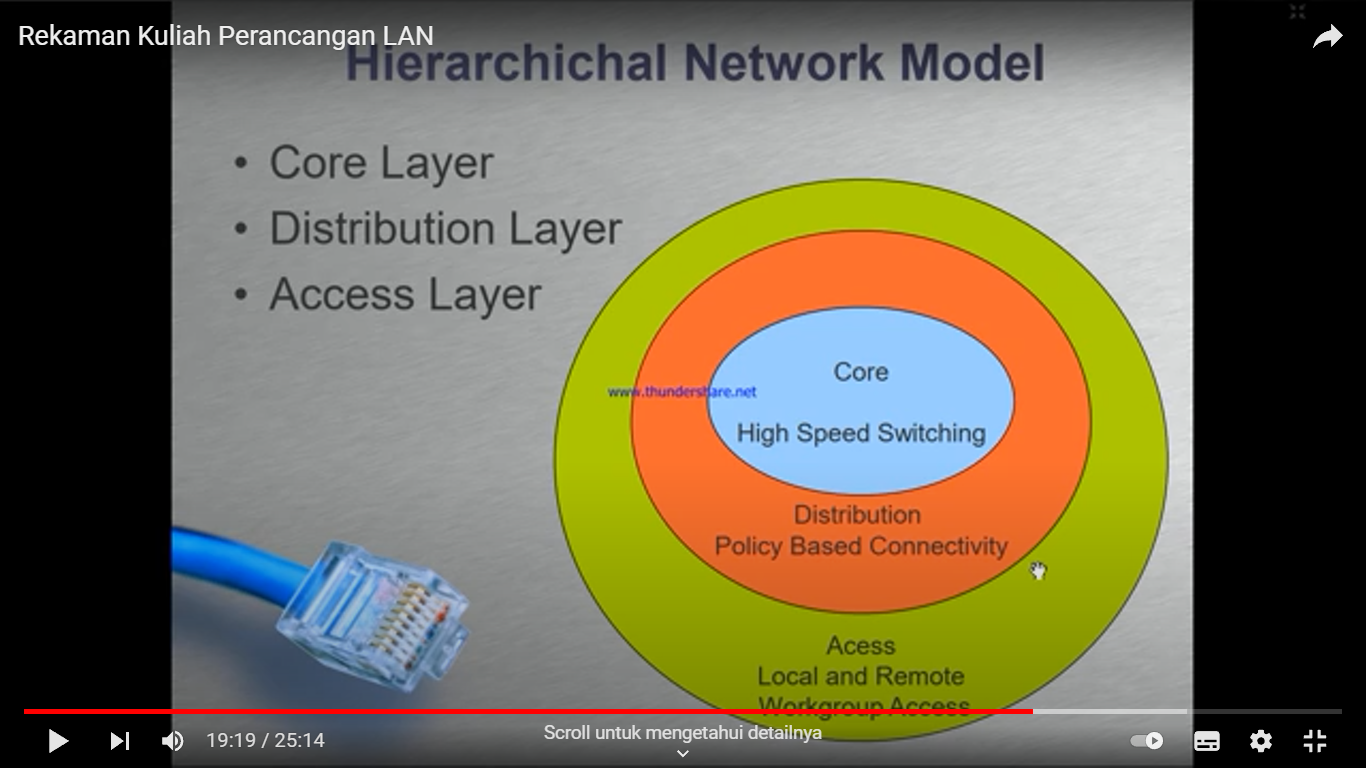 Rekaman Kuliah Perancangan LAN
Hierarchichal Network Model
• Core Layer
• Distribution Layer
• Access Layer
Core
www.thundershare.net
High Speed Switching
Distribution
Policy Based Connectivity
Acess
Local and Remote
Workgroup Access
19:19 / 25:14
Scroll untuk mengetahui detailnya